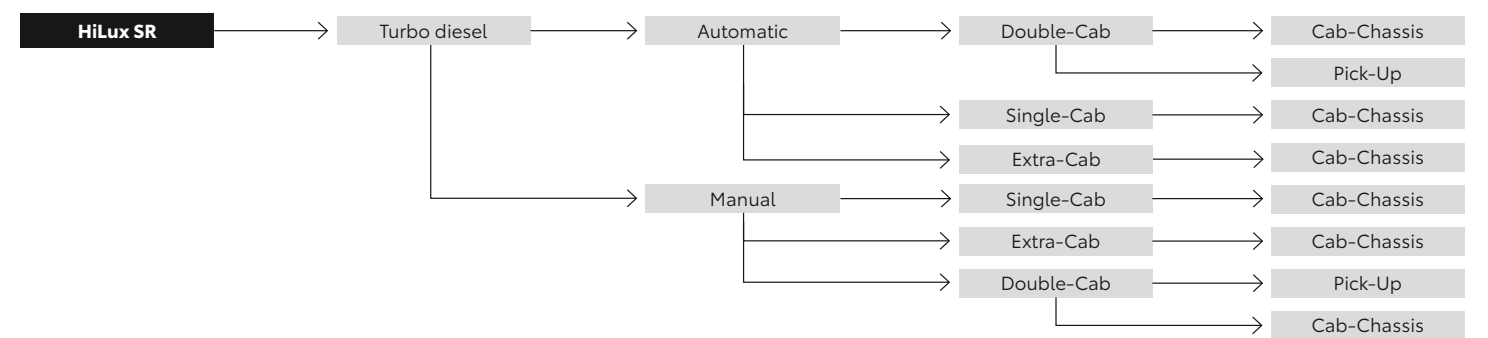 HiLux SR
Turbo diesel
Automatic
Double-Cab
Cab-Chassis
Pick-Up
Single-Cab
Cab-Chassis
Extra-Cab
Cab-Chassis
Manual
Single-Cab
Cab-Chassis
Extra-Cab
Cab-Chassis
Double-Cab
Pick-Up
Cab-Chassis